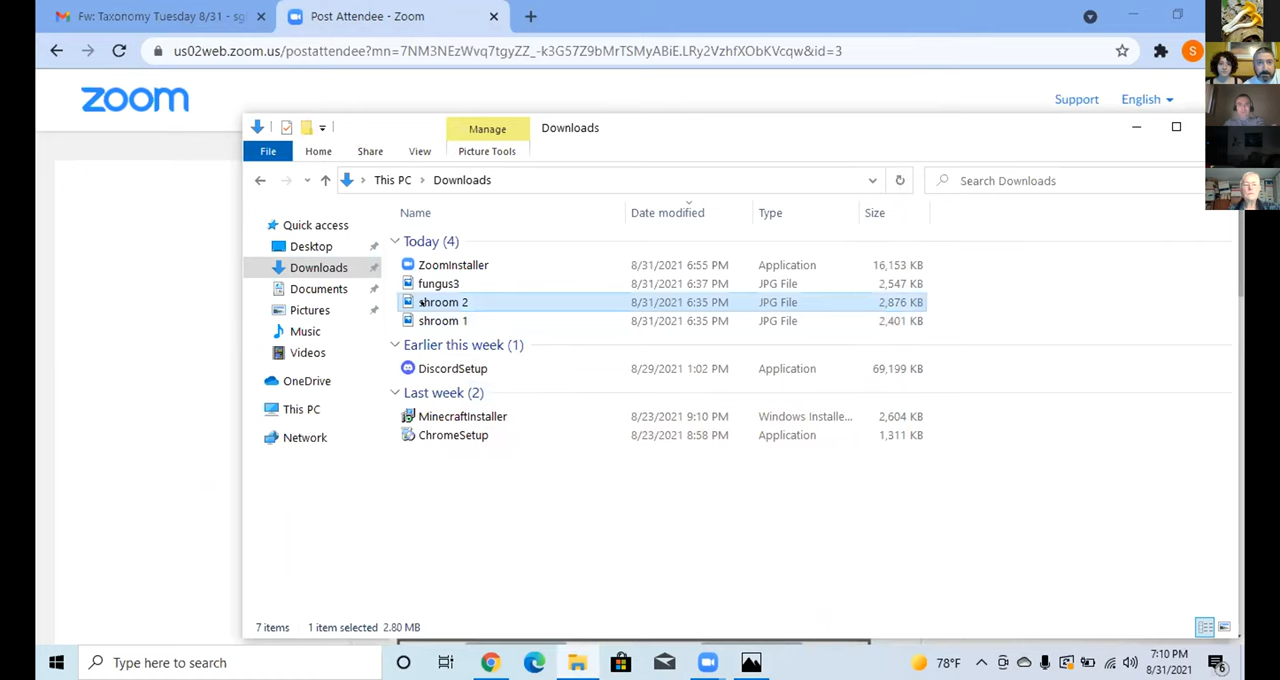 Fw: Taxonomy Tuesday 8/31 - sg
Post Attendee - Zoom
us02web.zoom.us/postattendee?mn=7NM3NEzWvq7tgyZZ_-k3G57Z9bMrTSMyABiE.LRy2VzhfXObKVcqw&id=3
S
zoom
Support English
Manage Downloads
File Home Share View Picture Tools
This PC Downloads
Search Downloads
Name Date modified Type Size
Quick access
Desktop
Downloads
Documents
Pictures
Music
Videos
OneDrive
This PC
Network
Today (4)
ZoomInstaller 8/31/2021 6:55 PM Application 16,153 KB
fungus3 8/31/2021 6:37 PM JPG File 2,547 KB
shroom 2 8/31/2021 6:35 PM JPG File 2,876 KB
shroom 1 8/31/2021 6:35 PM JPG File 2,401 KB
Earlier this week (1)
DiscordSetup 8/29/2021 1:02 PM Application 69,199 KB
Last week (2)
MinecraftInstaller 8/23/2021 9:10 PM Windows Installe... 2,604 KB
ChromeSetup 8/23/2021 8:58 PM Application 1,311 KB
7 items 1 item selected 2.80 MB
Type here to search
78°F
7:10 PM
8/31/2021
6